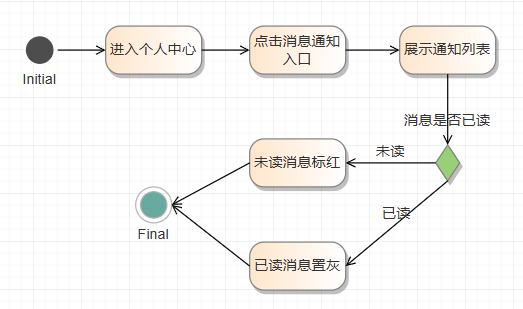 Initial
进入个人中心
点击消息通知
入口
展示通知列表
消息是否已读
未读
未读消息标红
已读
Final
已读消息置灰